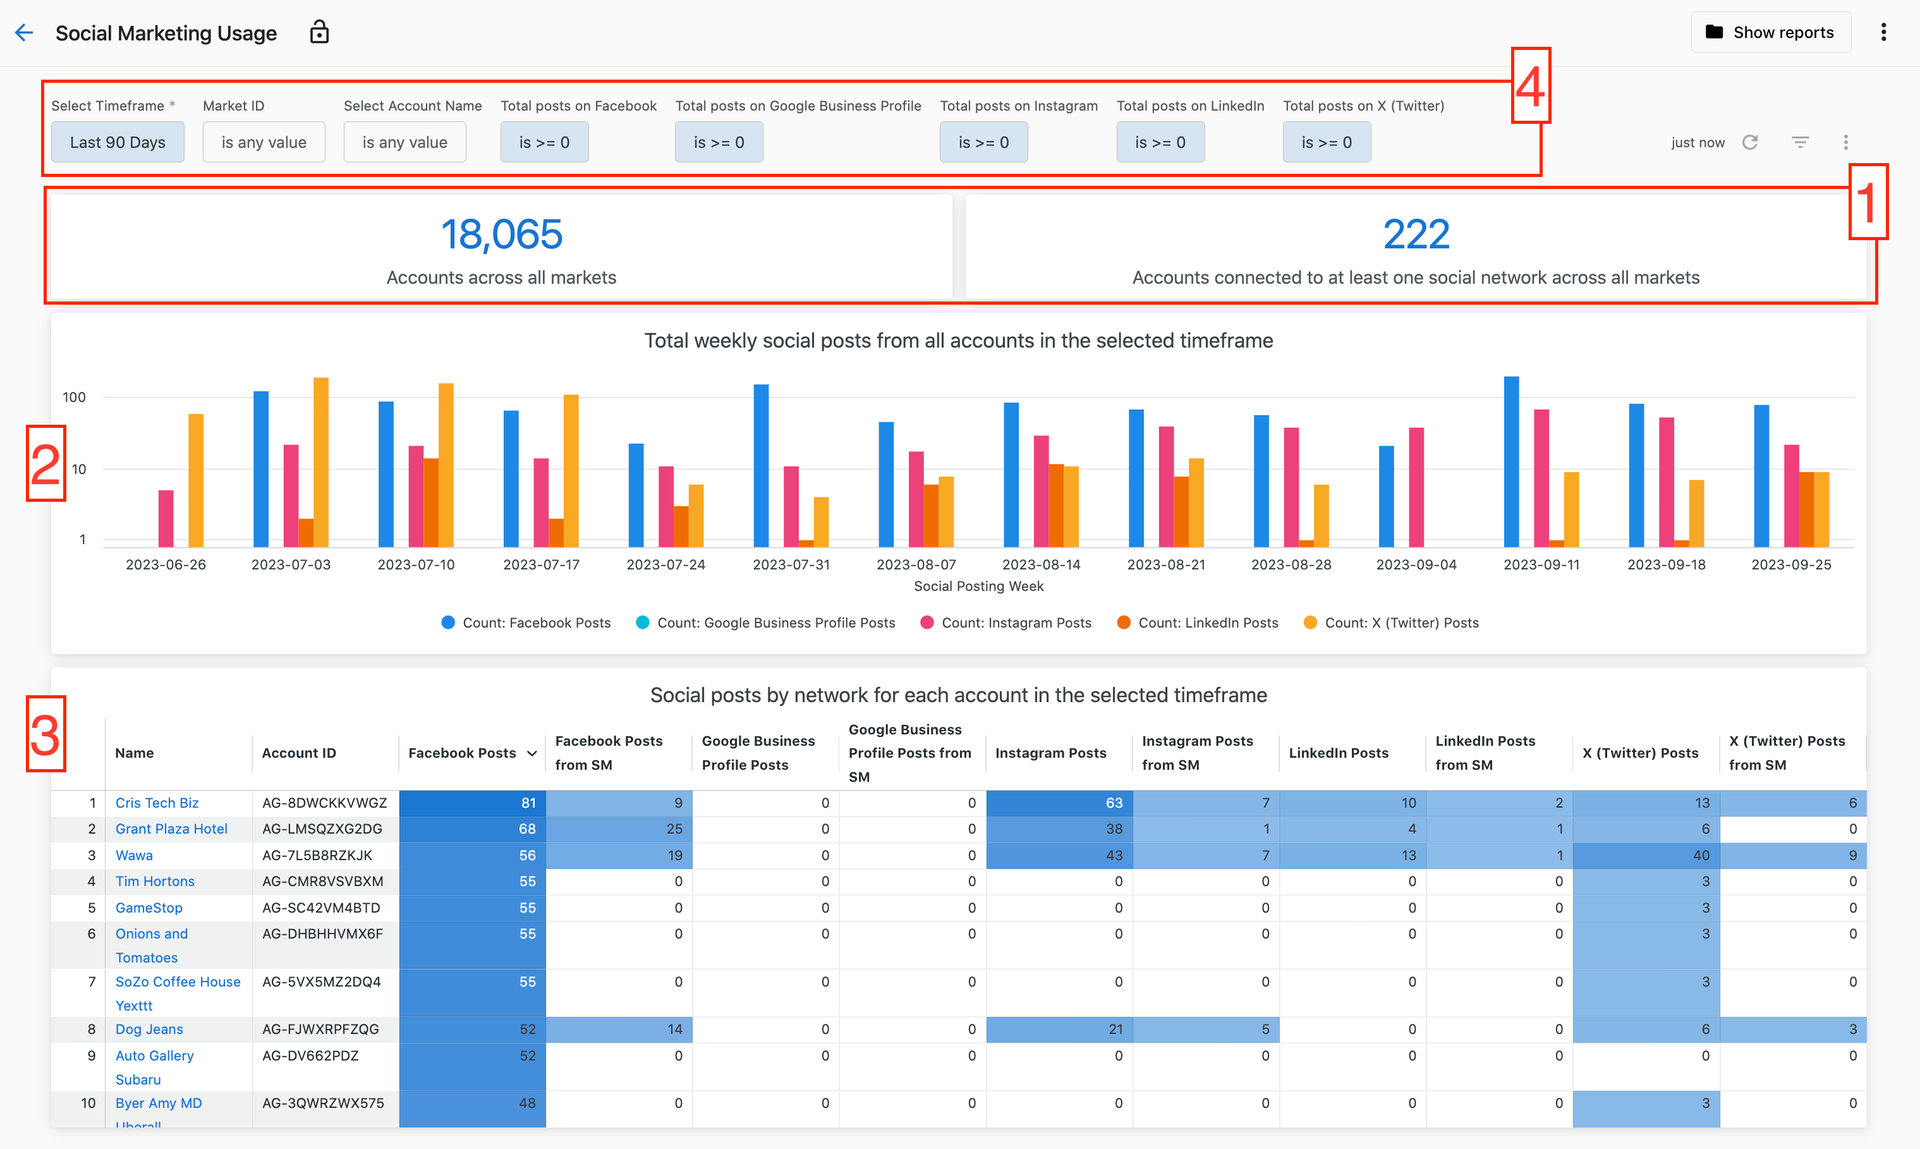 Social Marketing Usage
Show reports
4
Select Timeframe * Market ID Select Account Name Total posts on Facebook Total posts on Google Business Profile Total posts on Instagram Total posts on LinkedIn Total posts on X (Twitter)
Last 90 Days is any value is any value is >= 0 is >= 0 is >= 0 is >= 0 is >= 0 just now
1
18,065 222
Accounts across all markets Accounts connected to at least one social network across all markets
Total weekly social posts from all accounts in the selected timeframe
2
100
10
1
2023-06-26 2023-07-03 2023-07-10 2023-07-17 2023-07-24 2023-07-31 2023-08-07 2023-08-14 2023-08-21 2023-08-28 2023-09-04 2023-09-11 2023-09-18 2023-09-25
Social Posting Week
Count: Facebook Posts Count: Google Business Profile Posts Count: Instagram Posts Count: LinkedIn Posts Count: X (Twitter) Posts
3
Social posts by network for each account in the selected timeframe
Name Account ID Facebook Posts Facebook Posts from SM Google Business Profile Posts Google Business Profile Posts from SM Instagram Posts Instagram Posts from SM LinkedIn Posts LinkedIn Posts from SM X (Twitter) Posts X (Twitter) Posts from SM
1 Cris Tech Biz AG-8DWCKKVWGZ 81 9 0 0 63 7 10 2 13 6
2 Grant Plaza Hotel AG-LMSQZXG2DG 68 25 0 0 38 1 4 1 6 0
3 Wawa AG-7L5B8RZKJK 56 19 0 0 43 7 13 1 40 9
4 Tim Hortons AG-CMR8VSVBXM 55 0 0 0 0 0 0 0 3 0
5 GameStop AG-SC42VM4BTD 55 0 0 0 0 0 0 0 3 0
6 Onions and Tomatoes AG-DHBHHVMX6F 55 0 0 0 0 0 0 0 3 0
7 SoZo Coffee House Yexttt AG-5VX5MZ2DQ4 55 0 0 0 0 0 0 0 3 0
8 Dog Jeans AG-FJWXRPFZQG 52 14 0 0 21 5 0 0 6 3
9 Auto Gallery Subaru AG-DV662PDZ 52 0 0 0 0 0 0 0 0 0
10 Byer Amy MD Uberall AG-3QWRZWX575 48 0 0 0 0 0 0 0 3 0